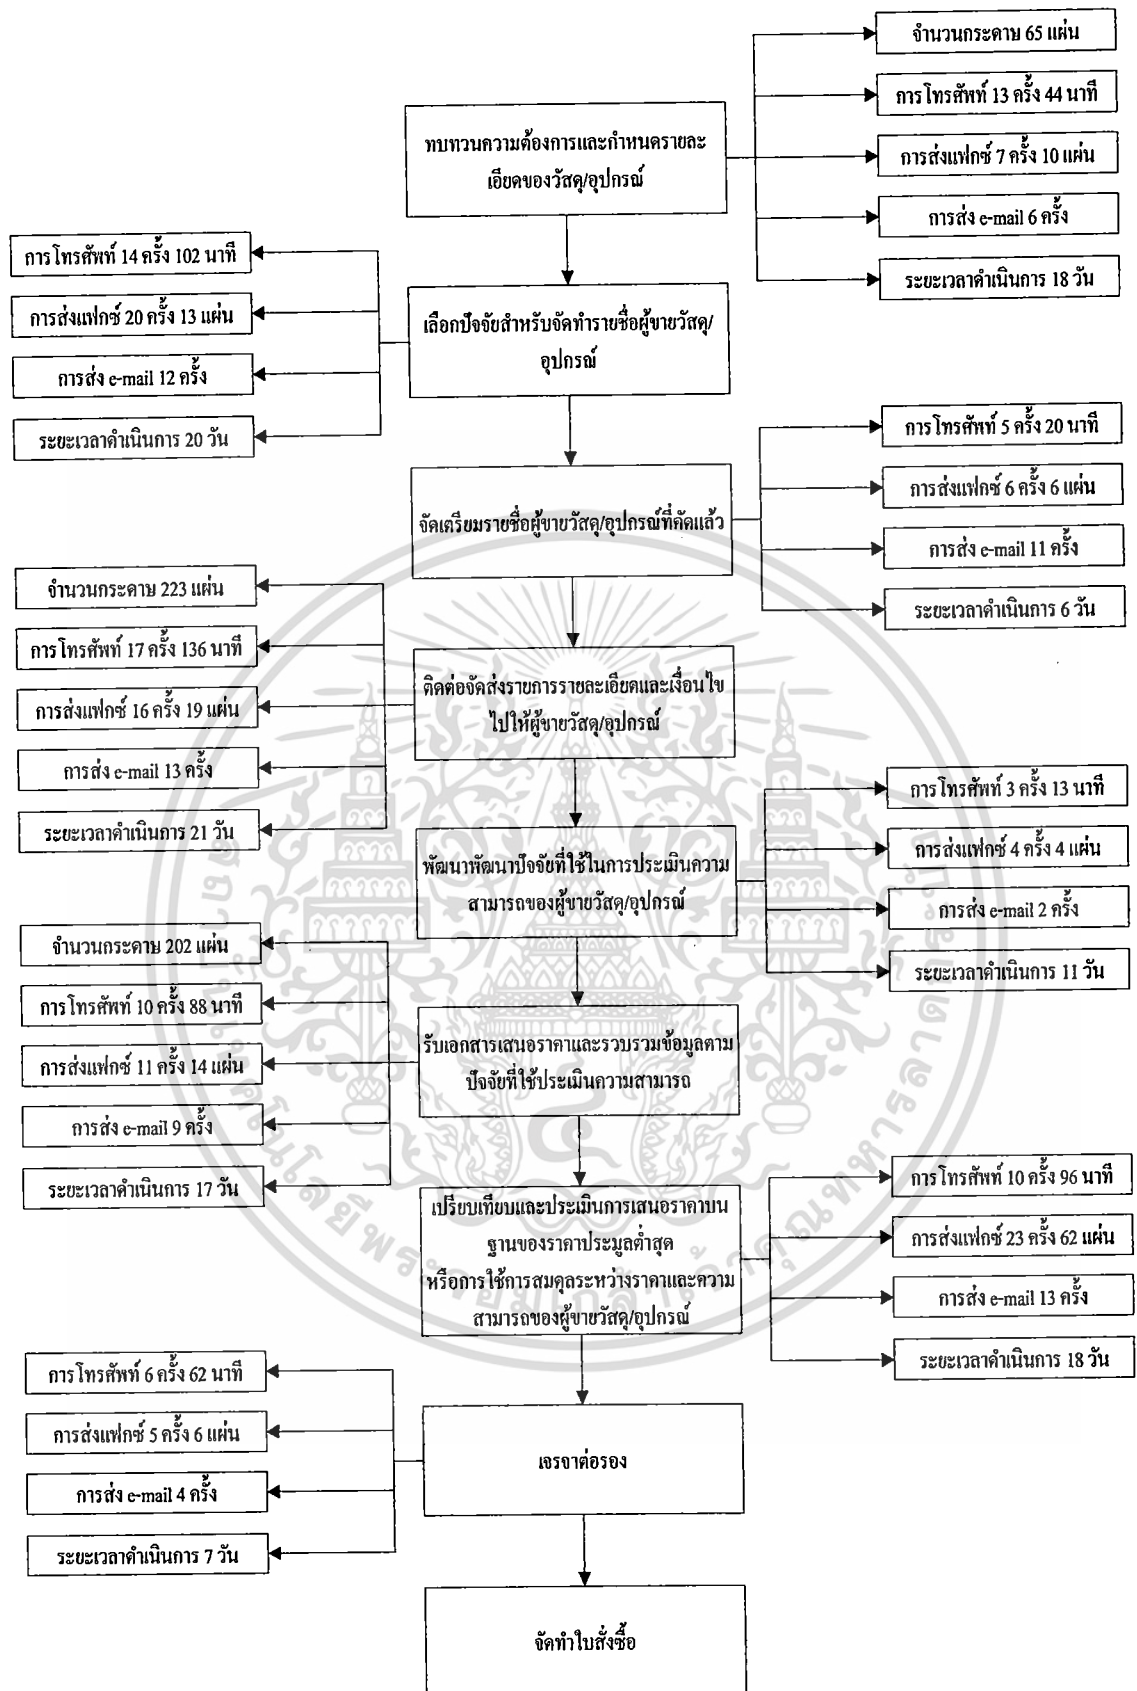 จำนวนกระดาษ 65 แผ่น
การโทรศัพท์ 13 ครั้ง 44 นาที
ทบทวนความต้องการและกำหนดรายละ
เอียดของวัสดุ/อุปกรณ์
การส่งแฟกซ์ 7 ครั้ง 10 แผ่น
การส่ง e-mail 6 ครั้ง
ระยะเวลาดำเนินการ 18 วัน
การโทรศัพท์ 14 ครั้ง 102 นาที
การส่งแฟกซ์ 20 ครั้ง 13 แผ่น
เลือกปัจจัยสำหรับจัดทำรายชื่อผู้ขายวัสดุ/
อุปกรณ์
การส่ง e-mail 12 ครั้ง
ระยะเวลาดำเนินการ 20 วัน
การโทรศัพท์ 5 ครั้ง 20 นาที
การส่งแฟกซ์ 6 ครั้ง 6 แผ่น
จัดเตรียมรายชื่อผู้ขายวัสดุ/อุปกรณ์ที่คัดแล้ว
การส่ง e-mail 11 ครั้ง
ระยะเวลาดำเนินการ 6 วัน
จำนวนกระดาษ 223 แผ่น
การโทรศัพท์ 17 ครั้ง 136 นาที
ติดต่อจัดส่งรายการรายละเอียดและเงื่อนไข
ไปให้ผู้ขายวัสดุ/อุปกรณ์
การส่งแฟกซ์ 16 ครั้ง 19 แผ่น
การส่ง e-mail 13 ครั้ง
ระยะเวลาดำเนินการ 21 วัน
การโทรศัพท์ 3 ครั้ง 13 นาที
การส่งแฟกซ์ 4 ครั้ง 4 แผ่น
พัฒนาพัฒนาปัจจัยที่ใช้ในการประเมินความ
สามารถของผู้ขายวัสดุ/อุปกรณ์
การส่ง e-mail 2 ครั้ง
ระยะเวลาดำเนินการ 11 วัน
จำนวนกระดาษ 202 แผ่น
การโทรศัพท์ 10 ครั้ง 88 นาที
รับเอกสารเสนอราคาและรวบรวมข้อมูลตาม
ปัจจัยที่ใช้ประเมินความสามารถ
การส่งแฟกซ์ 11 ครั้ง 14 แผ่น
การส่ง e-mail 9 ครั้ง
ระยะเวลาดำเนินการ 17 วัน
การโทรศัพท์ 10 ครั้ง 96 นาที
เปรียบเทียบและประเมินการเสนอราคาบน
ฐานของราคาประมูลต่ำสุด
หรือการใช้การสมดุลระหว่างราคาและความ
สามารถของผู้ขายวัสดุ/อุปกรณ์
การส่งแฟกซ์ 23 ครั้ง 62 แผ่น
การส่ง e-mail 13 ครั้ง
ระยะเวลาดำเนินการ 18 วัน
การโทรศัพท์ 6 ครั้ง 62 นาที
การส่งแฟกซ์ 5 ครั้ง 6 แผ่น
เจรจาต่อรอง
การส่ง e-mail 4 ครั้ง
ระยะเวลาดำเนินการ 7 วัน
จัดทำใบสั่งซื้อ